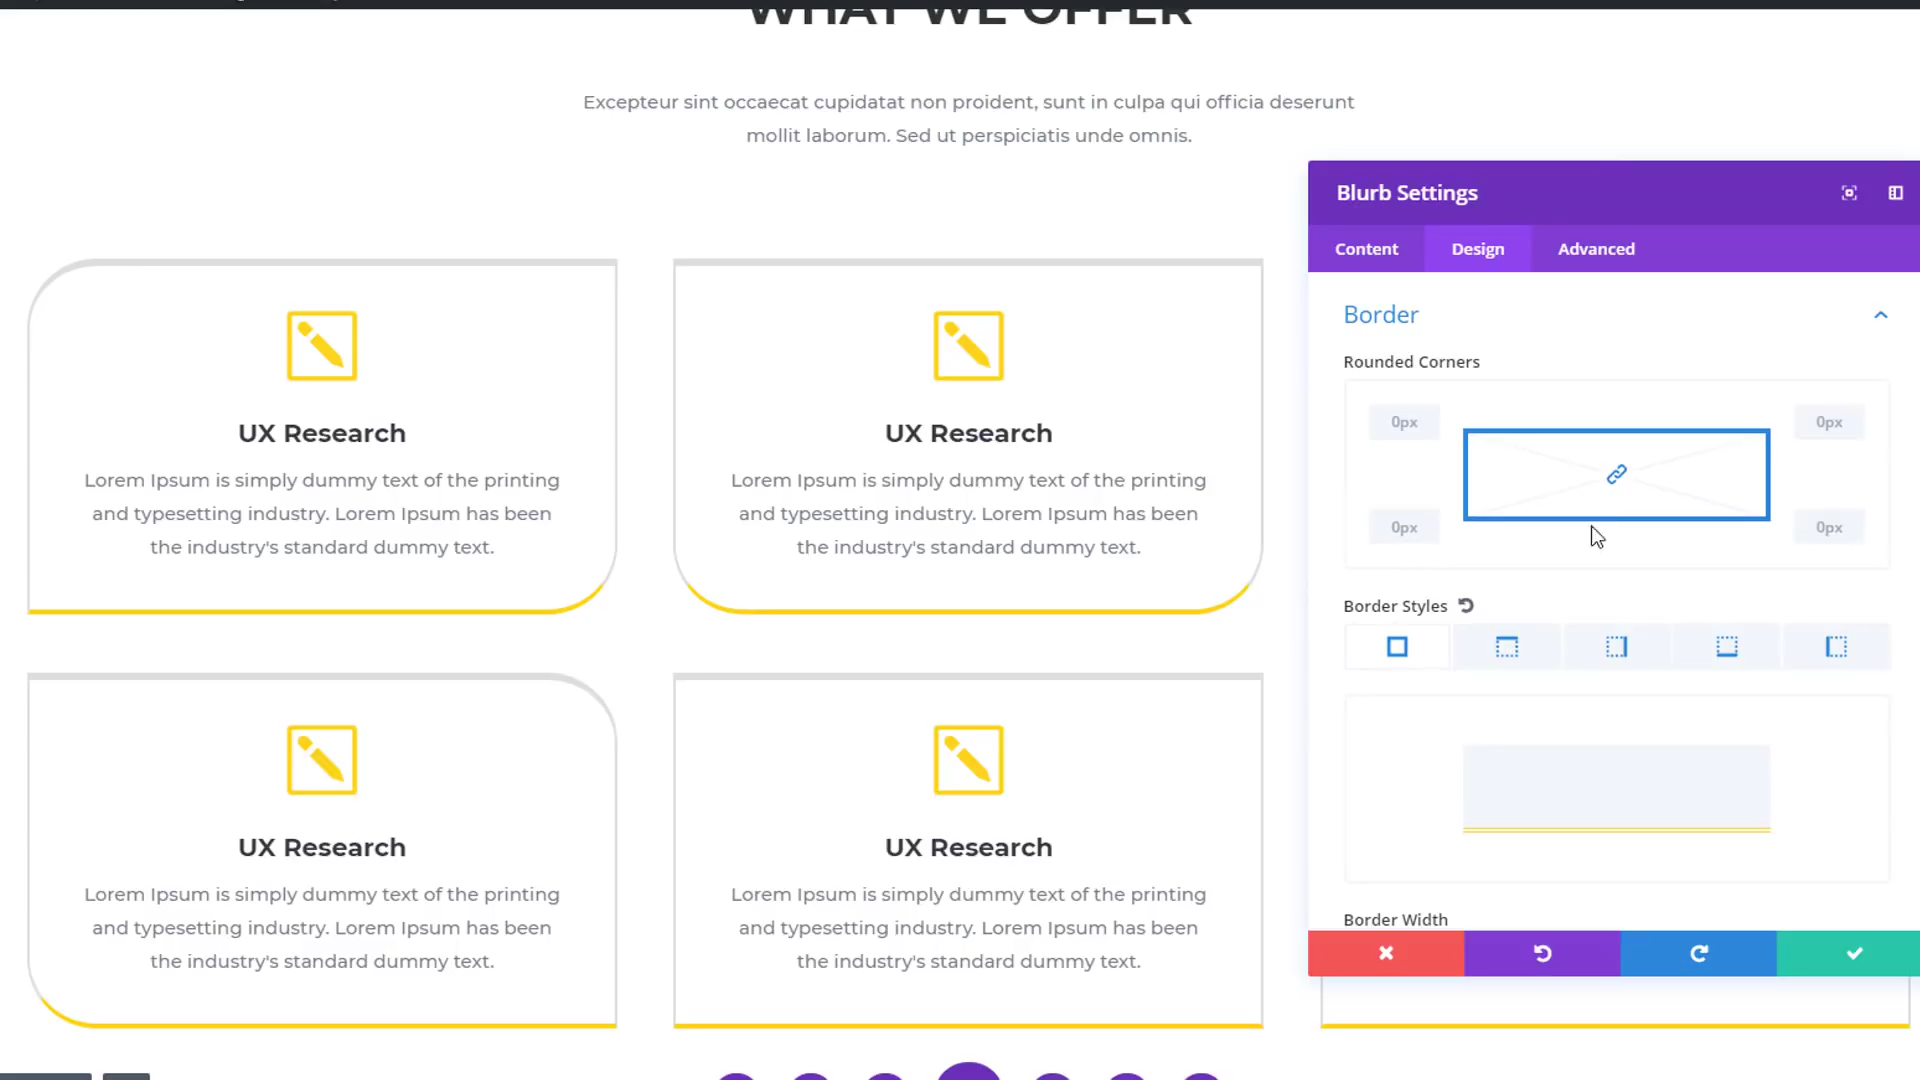 WHAT WE OFFER
Excepteur sint occaecat cupidatat non proident, sunt in culpa qui officia deserunt
mollit laborum. Sed ut perspiciatis unde omnis.
UX Research
Lorem Ipsum is simply dummy text of the printing
and typesetting industry. Lorem Ipsum has been
the industry's standard dummy text.
UX Research
Lorem Ipsum is simply dummy text of the printing
and typesetting industry. Lorem Ipsum has been
the industry's standard dummy text.
UX Research
Lorem Ipsum is simply dummy text of the printing
and typesetting industry. Lorem Ipsum has been
the industry's standard dummy text.
UX Research
Lorem Ipsum is simply dummy text of the printing
and typesetting industry. Lorem Ipsum has been
the industry's standard dummy text.
Blurb Settings
Content Design Advanced
Border
Rounded Corners
0px 0px
0px 0px
Border Styles
Border Width